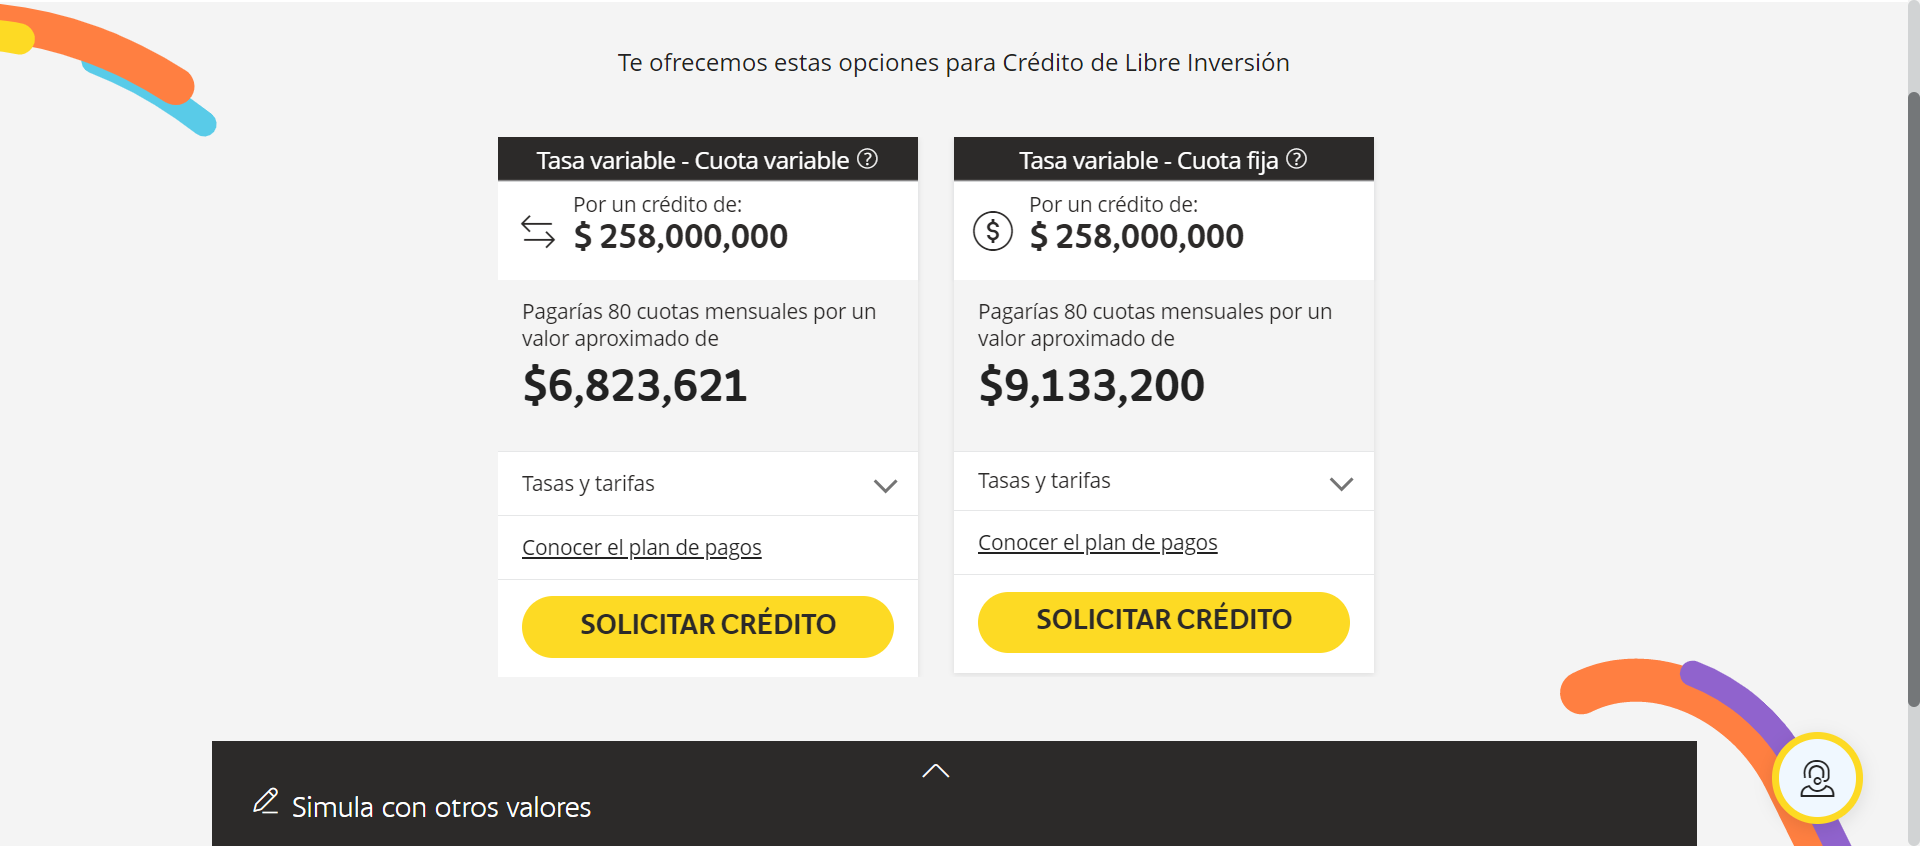 Te ofrecemos estas opciones para Crédito de Libre Inversión
Tasa variable - Cuota variable ?
Por un crédito de:
$ 258,000,000
Pagarías 80 cuotas mensuales por un
valor aproximado de
$6,823,621
Tasas y tarifas
Conocer el plan de pagos
SOLICITAR CRÉDITO
Tasa variable - Cuota fija ?
$
Por un crédito de:
$ 258,000,000
Pagarías 80 cuotas mensuales por un
valor aproximado de
$9,133,200
Tasas y tarifas
Conocer el plan de pagos
SOLICITAR CRÉDITO
Simula con otros valores